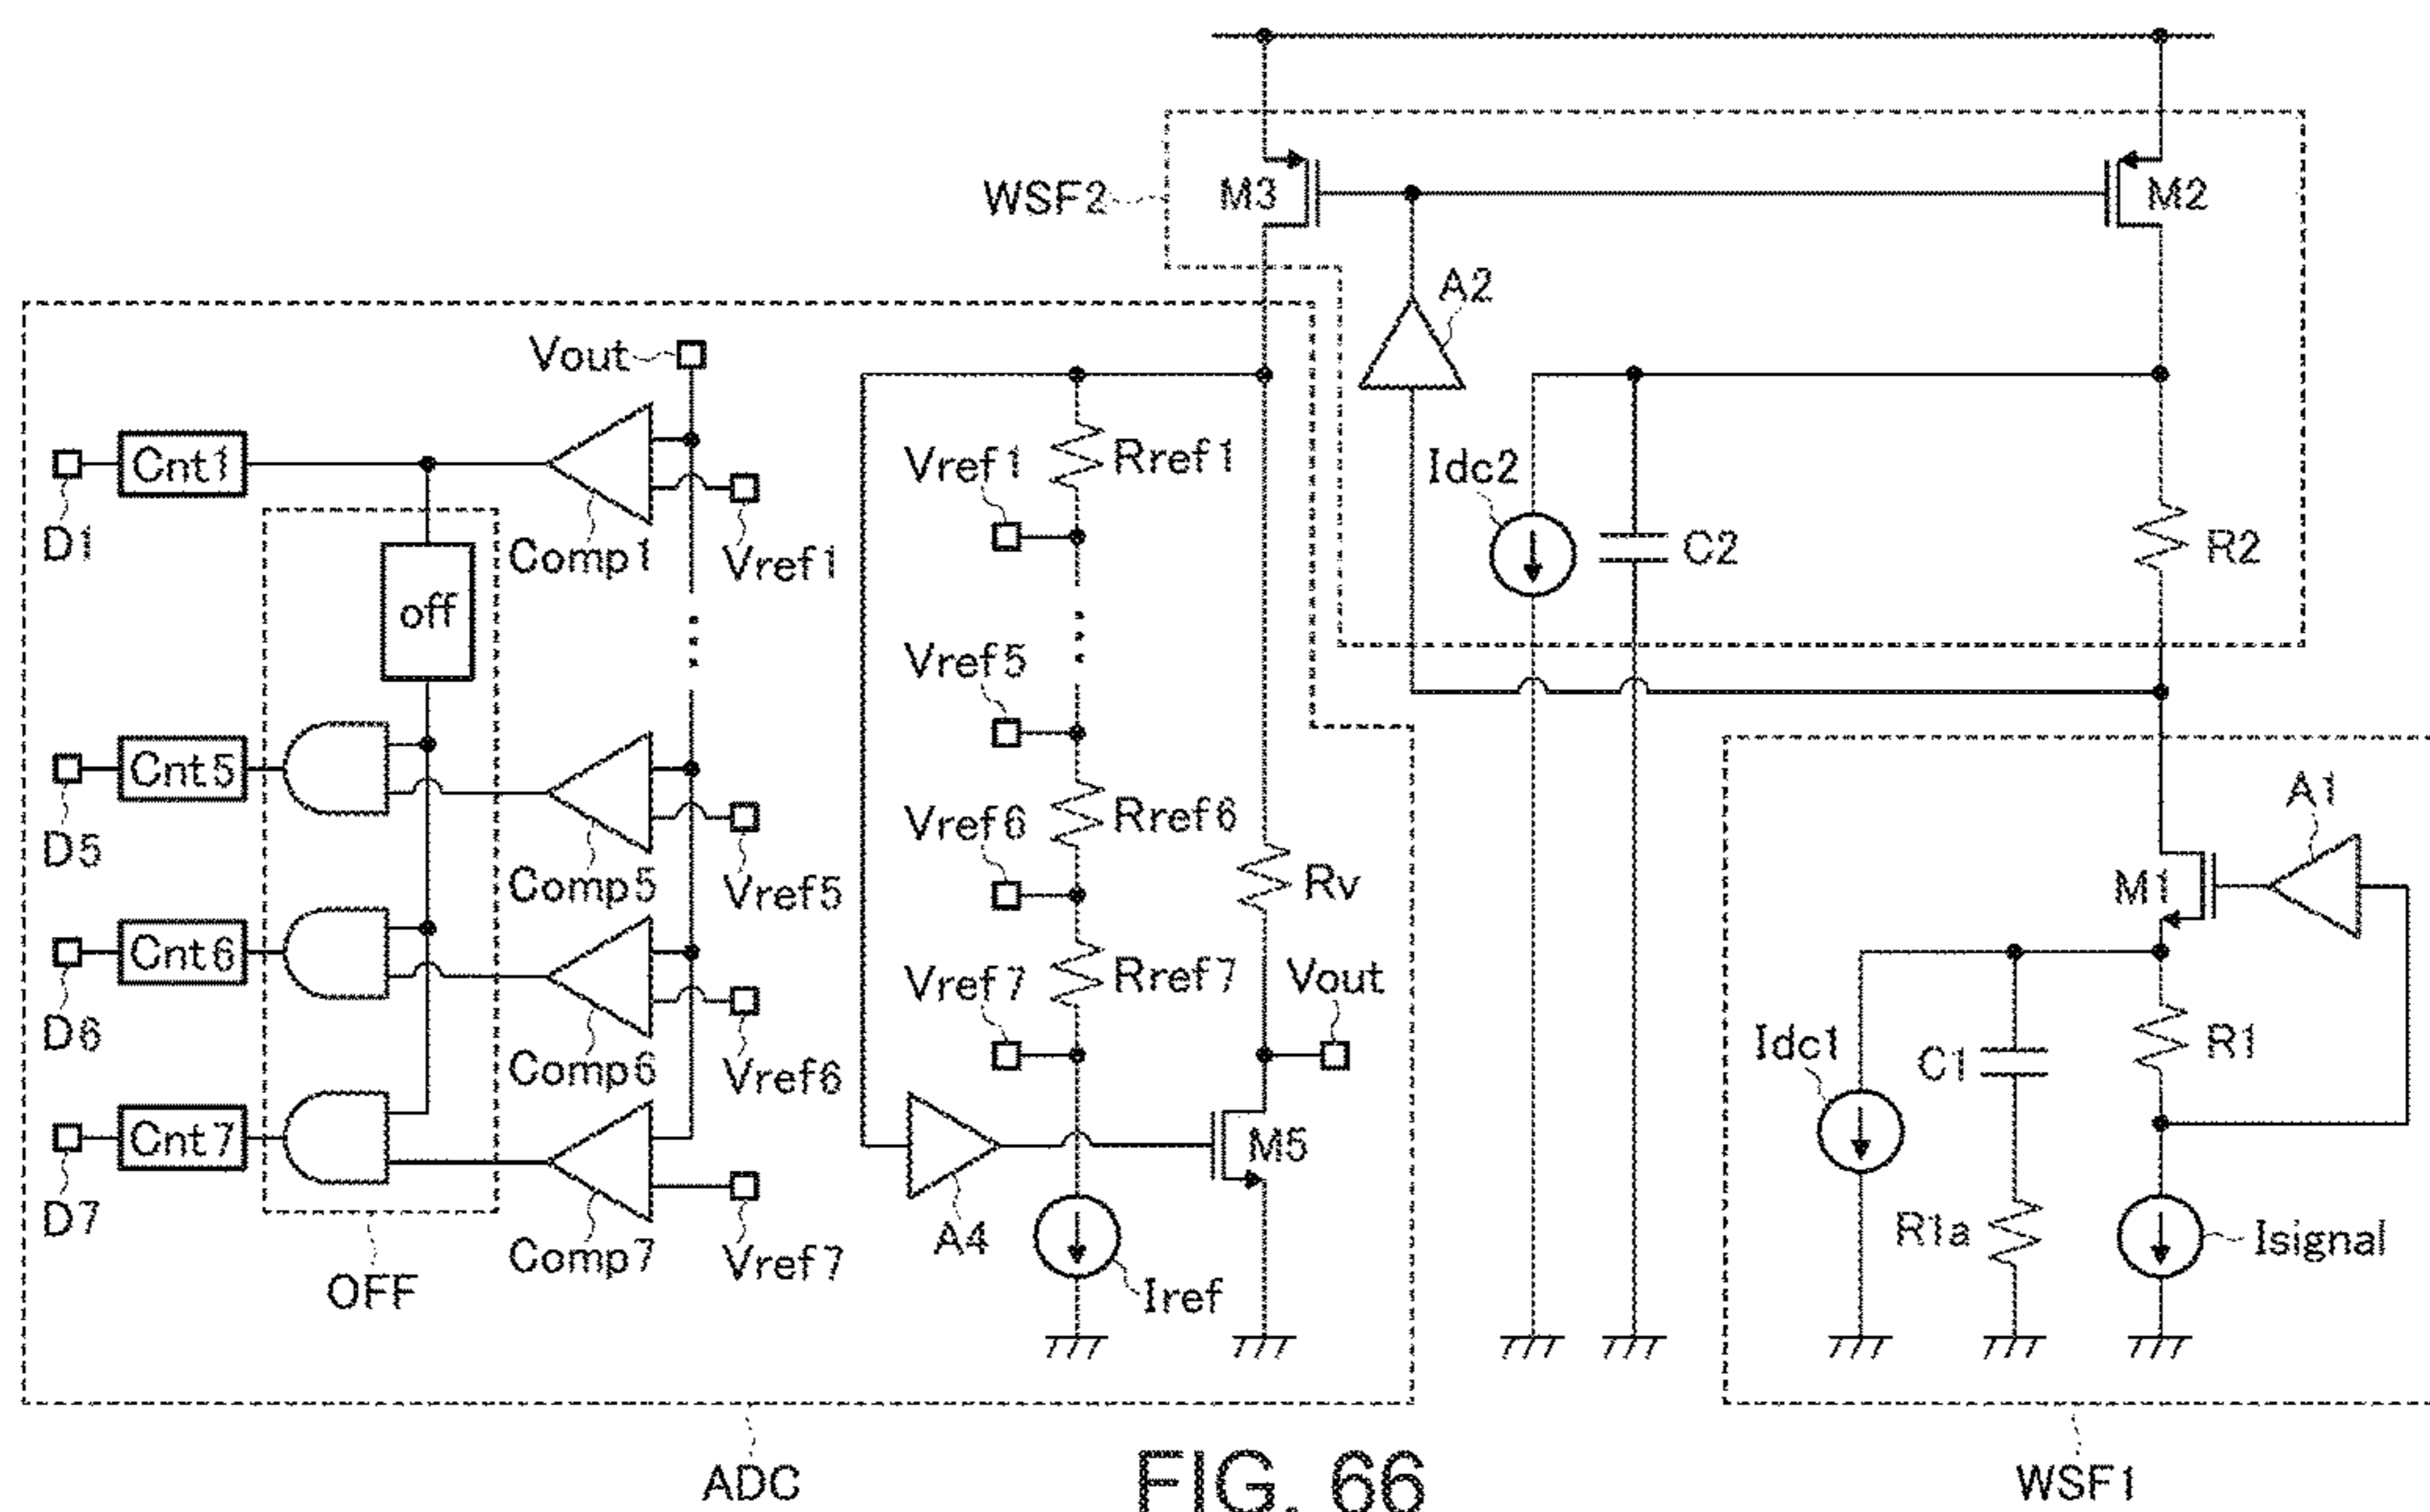 WSF2
M3
M2
A2
Vout
Cnt1
D1
Comp1
Vref1
off
Vref1
Rref1
Idc2
C2
R2
Vref5
Cnt5
D5
Comp5
Vref5
Vref6
Rref6
Rv
A1
M1
Cnt6
D6
Comp6
Vref6
Vref7
Rref7
Vout
Idc1
C1
R1
Cnt7
D7
Comp7
Vref7
A4
M5
Iref
R1a
Isignal
OFF
ADC
WSF1
FIG. 66